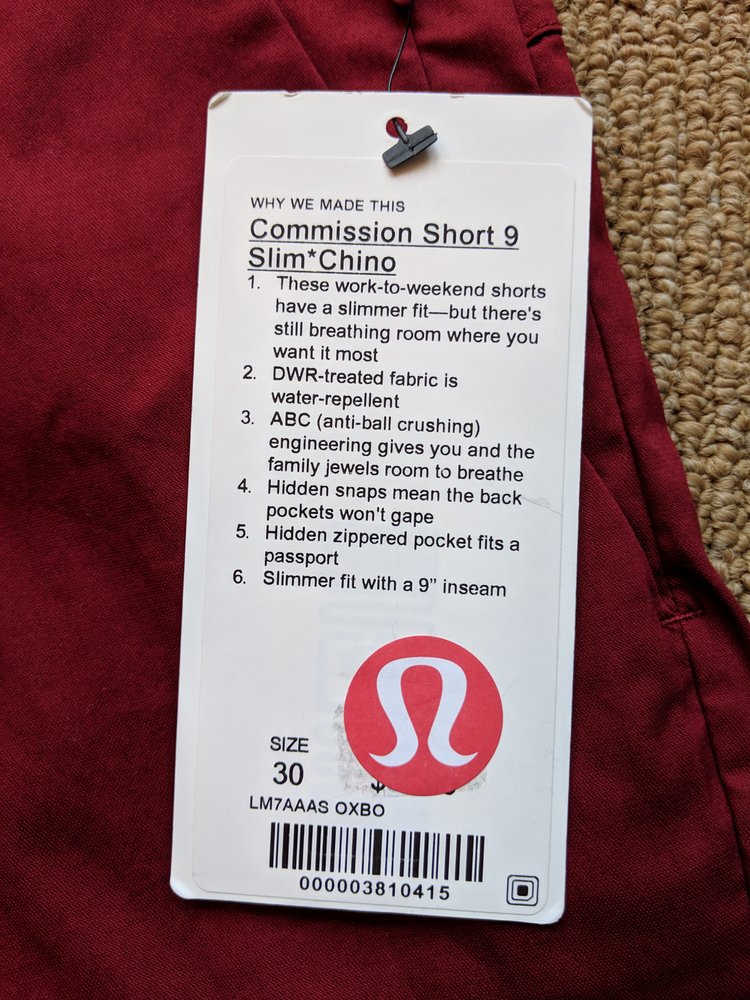 WHY WE MADE THIS
Commission Short 9
Slim*Chino
1. These work-to-weekend shorts
have a slimmer fit—but there's
still breathing room where you
want it most
2. DWR-treated fabric is
water-repellent
3. ABC (anti-ball crushing)
engineering gives you and the
family jewels room to breathe
4. Hidden snaps mean the back
pockets won't gape
5. Hidden zippered pocket fits a
passport
6. Slimmer fit with a 9” inseam
SIZE
30
LM7AAAS OXBO
000003810415